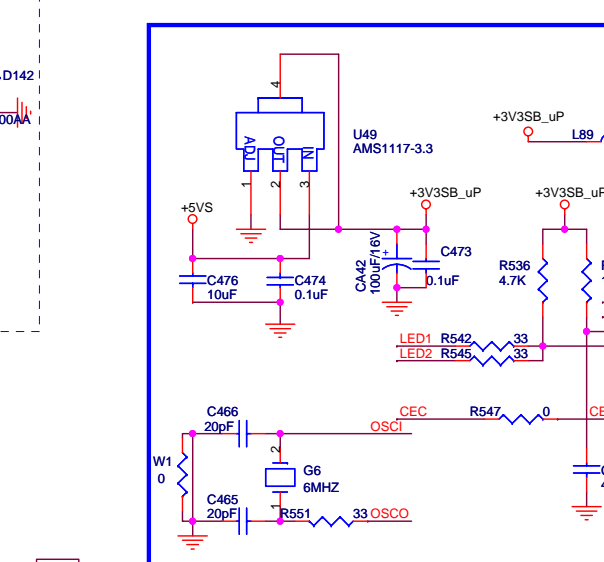 D142
00AA
4
U49
AMS1117-3.3
ADJ
OUT
IN
1
2
3
+3V3SB_uP
L89
+5VS
+3V3SB_uP
+3V3SB_uP
C476
10uF
C474
0.1uF
CA42
100uF/16V
+
C473
0.1uF
R536
4.7K
LED1 R542 33
LED2 R545 33
CEC R547 0 CE
C466
20pF
OSCI
W1
0
2
G6
6MHZ
1
C465
20pF
R551 33 OSCO